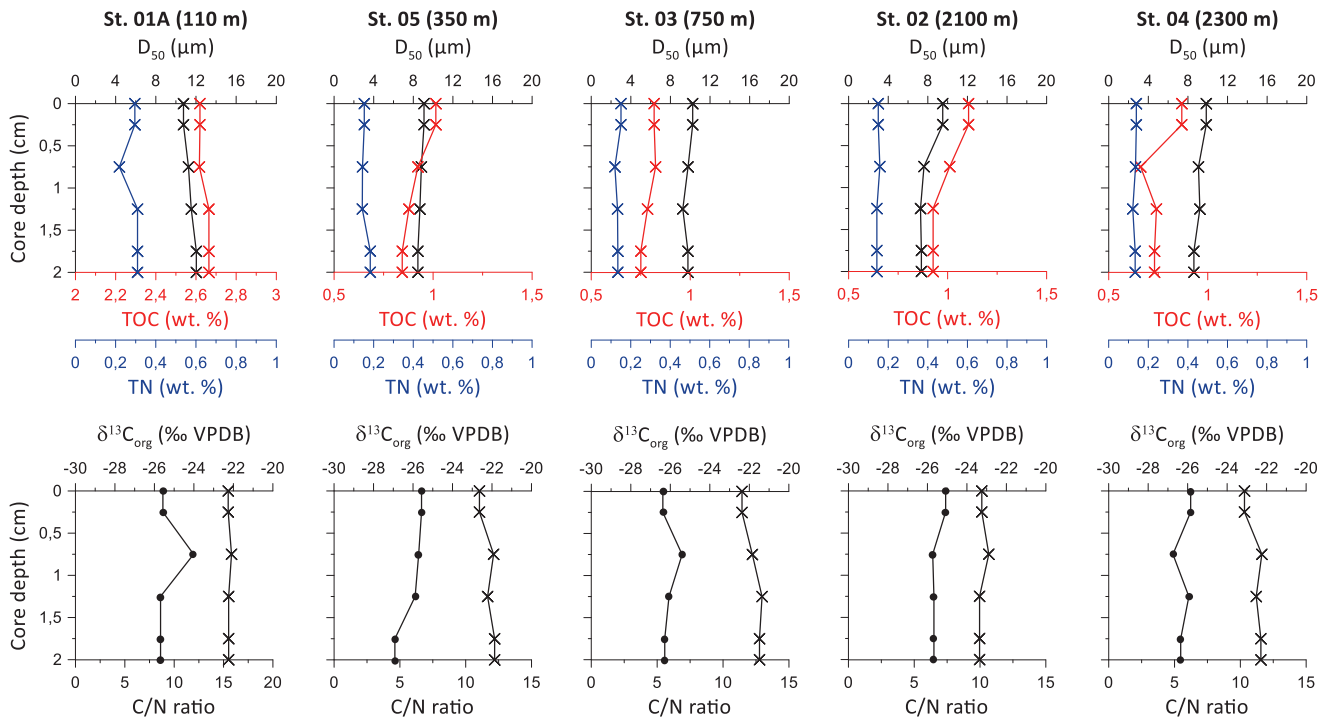 St. 01A (110 m) St. 05 (350 m) St. 03 (750 m) St. 02 (2100 m) St. 04 (2300 m)
D50 (μm) D50 (μm) D50 (μm) D50 (μm) D50 (μm)
0 4 8 12 16 20 0 4 8 12 16 20 0 4 8 12 16 20 0 4 8 12 16 20 0 4 8 12 16 20
Core depth (cm)
0
0,5
1
1,5
2
2 2,2 2,4 2,6 2,8 3 0,5 1 1,5 0,5 1 1,5 0,5 1 1,5 0,5 1 1,5
TOC (wt. %) TOC (wt. %) TOC (wt. %) TOC (wt. %) TOC (wt. %)
0 0,2 0,4 0,6 0,8 1 0 0,2 0,4 0,6 0,8 1 0 0,2 0,4 0,6 0,8 1 0 0,2 0,4 0,6 0,8 1 0 0,2 0,4 0,6 0,8 1
TN (wt. %) TN (wt. %) TN (wt. %) TN (wt. %) TN (wt. %)
δ13Corg (‰ VPDB) δ13Corg (‰ VPDB) δ13Corg (‰ VPDB) δ13Corg (‰ VPDB) δ13Corg (‰ VPDB)
-30 -28 -26 -24 -22 -20 -30 -28 -26 -24 -22 -20 -30 -28 -26 -24 -22 -20 -30 -28 -26 -24 -22 -20 -30 -28 -26 -24 -22 -20
Core depth (cm)
0
0,5
1
1,5
2
0 5 10 15 20 0 5 10 15 0 5 10 15 0 5 10 15 0 5 10 15
C/N ratio C/N ratio C/N ratio C/N ratio C/N ratio